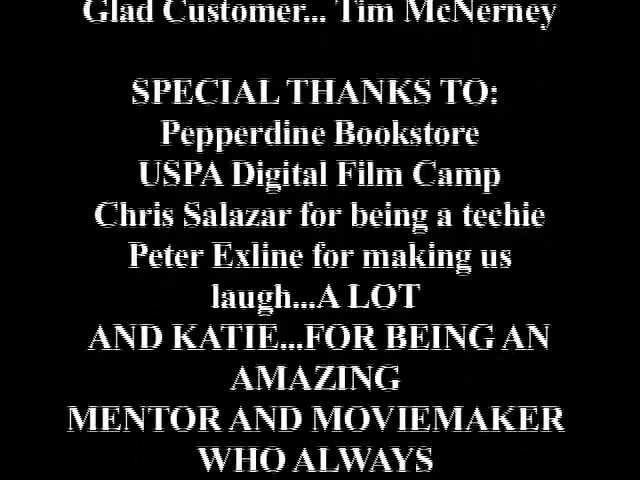 Glad Customer... Tim McNerney
SPECIAL THANKS TO:
Pepperdine Bookstore
USPA Digital Film Camp
Chris Salazar for being a techie
Peter Exline for making us
laugh...A LOT
AND KATIE...FOR BEING AN
AMAZING
MENTOR AND MOVIEMAKER
WHO ALWAYS